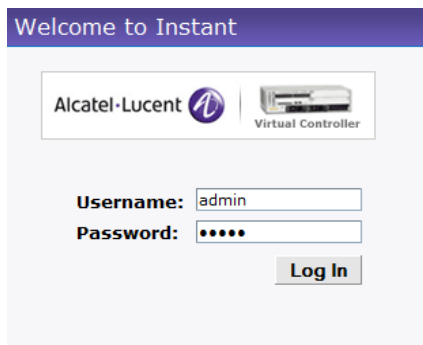 Welcome to Instant
Alcatel·Lucent
Virtual Controller
Username: admin
Password: •••••
Log In